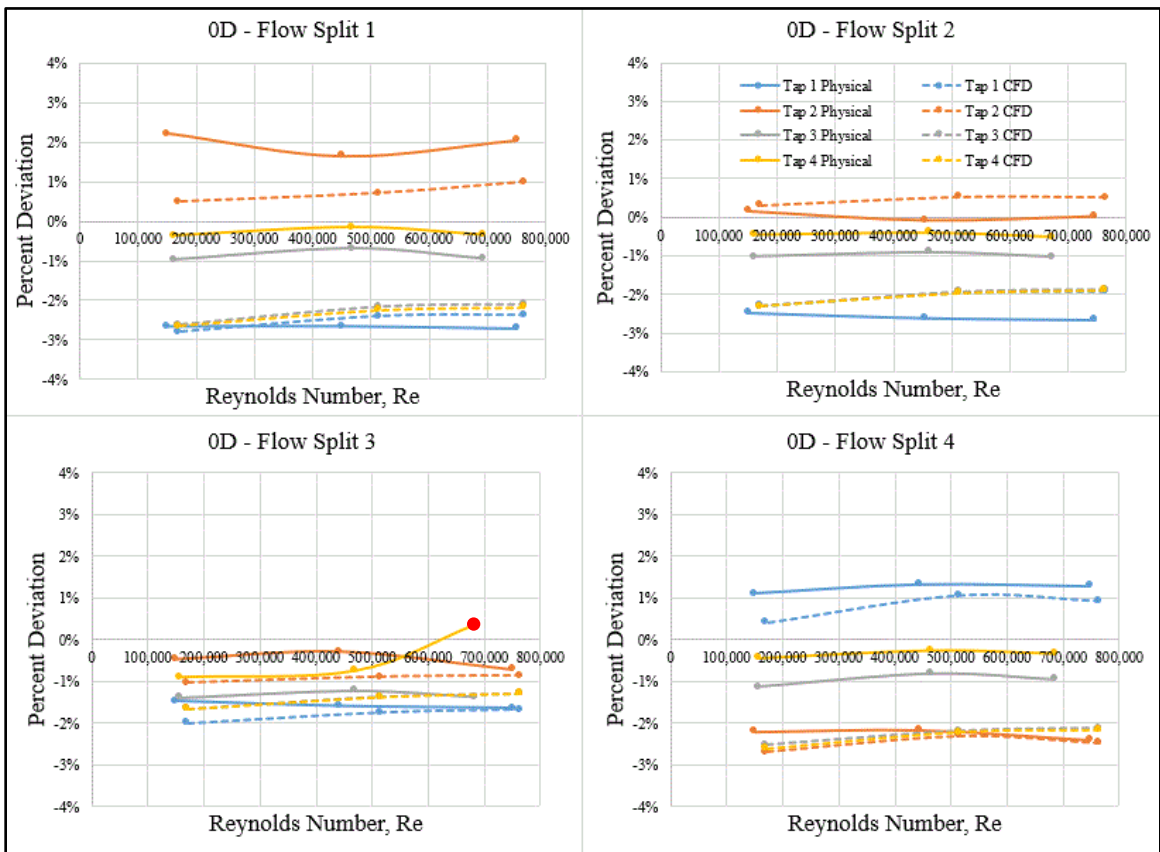 0D - Flow Split 1
4%
3%
2%
1%
0%
-1%
-2%
-3%
-4%
0 100,000 200,000 300,000 400,000 500,000 600,000 700,000 800,000
Percent Deviation
Reynolds Number, Re
0D - Flow Split 2
4%
3%
2%
1%
0%
-1%
-2%
-3%
-4%
Tap 1 Physical Tap 1 CFD
Tap 2 Physical Tap 2 CFD
Tap 3 Physical Tap 3 CFD
Tap 4 Physical Tap 4 CFD
0 100,000 200,000 300,000 400,000 500,000 600,000 700,000 800,000
Percent Deviation
Reynolds Number, Re
0D - Flow Split 3
4%
3%
2%
1%
0%
-1%
-2%
-3%
-4%
0 100,000 200,000 300,000 400,000 500,000 600,000 700,000 800,000
Percent Deviation
Reynolds Number, Re
0D - Flow Split 4
4%
3%
2%
1%
0%
-1%
-2%
-3%
-4%
0 100,000 200,000 300,000 400,000 500,000 600,000 700,000 800,000
Percent Deviation
Reynolds Number, Re